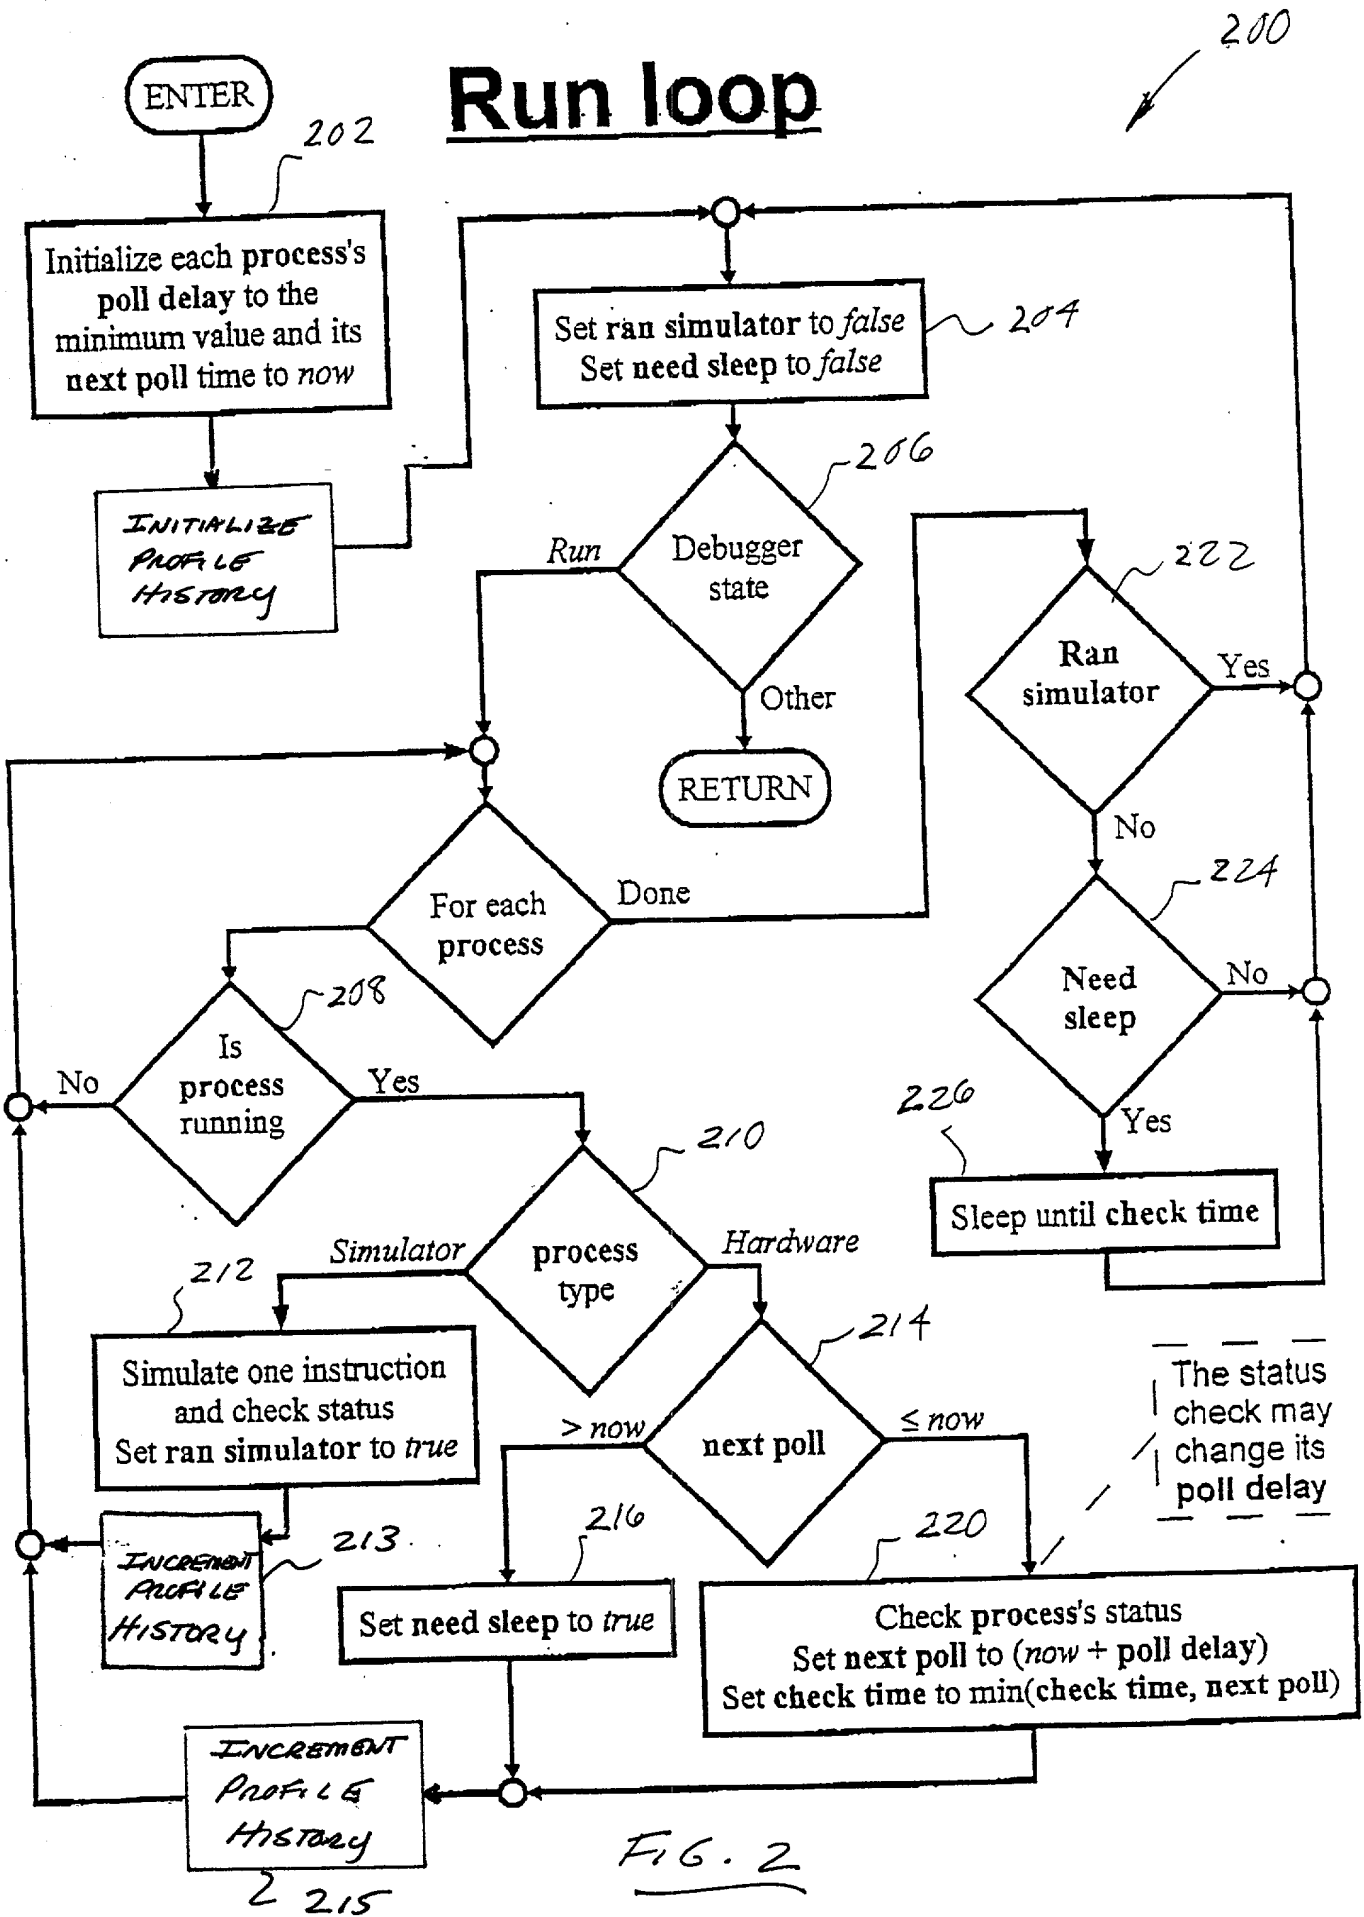 200
Run loop
ENTER
202
Initialize each process's
poll delay to the
minimum value and its
next poll time to now
INITIALIZE
PROFILE
HISTORY
Set ran simulator to false
Set need sleep to false
204
206
Debugger
state
Run
Other
RETURN
222
Ran
simulator
Yes
No
For each
process
Done
224
Need
sleep
No
Yes
208
Is
process
running
No
Yes
226
Sleep until check time
210
process
type
Simulator
Hardware
212
Simulate one instruction
and check status
Set ran simulator to true
214
next poll
> now
≤ now
The status
check may
change its
poll delay
213
INCREMENT
PROFILE
HISTORY
216
Set need sleep to true
220
Check process's status
Set next poll to (now + poll delay)
Set check time to min(check time, next poll)
INCREMENT
PROFILE
HISTORY
215
FIG. 2